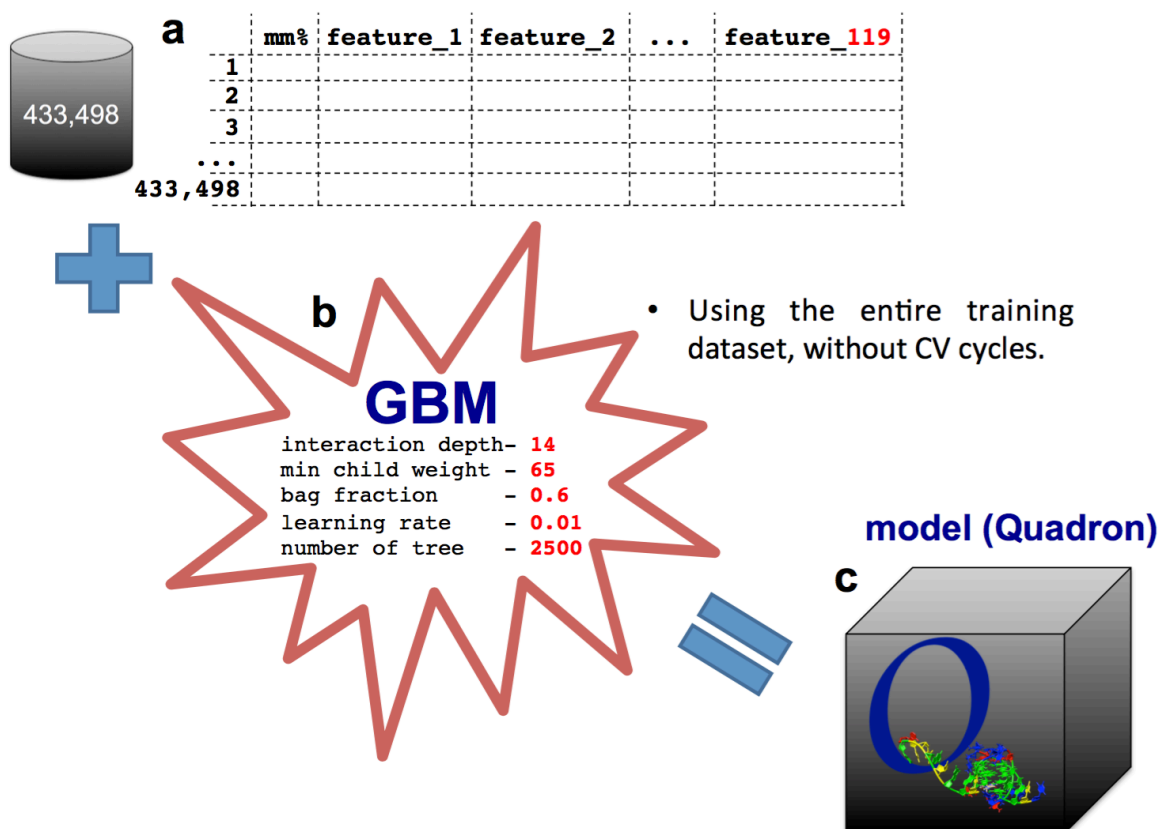 a
433,498
mm% feature_1 feature_2 ... feature_119
1
2
3
...
433,498
b
• Using the entire training
dataset, without CV cycles.
GBM
interaction depth- 14
min child weight - 65
bag fraction - 0.6
learning rate - 0.01
number of tree - 2500
model (Quadron)
c
Q